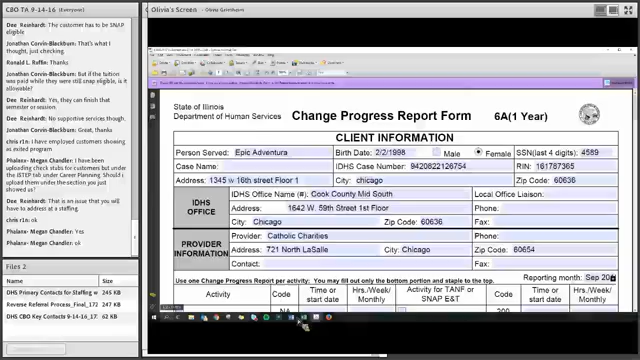 CBO TA 9-14-16 (Everyone)
Olivia's Screen
Dee Reinhardt: The customer has to be SNAP
eligible
Jonathan Corvin-Blackburn: That's what I
thought, just checking.
Ronald L. Ruffin: Thanks
Jonathan Corvin-Blackburn: But if the tuition
was paid while they were still snap eligible, is it
allowable?
Dee Reinhardt: Yes, they can finish that
semester or session
Dee Reinhardt: No supportive services though.
Jonathan Corvin-Blackburn: Great, thanks
chris r1n: I have employed customers showing
as exited program
Phalanx- Megan Chandler: I have been
uploading check stubs for customers but under
the ISTEP tab under Career Planning. Should I
upload them under the section you just
showed us?
Dee Reinhardt: That is an issue that you will
have to address at a staffing.
chris r1n: ok
Phalanx- Megan Chandler: Yes
Phalanx- Megan Chandler: ok
Files 2
DHS Primary Contacts for Staffing w 245 KB
Reverse Referral Process_Final_172 247 KB
DHS CBO Key Contacts 9-14-16_17 62 KB
State of Illinois
Department of Human Services
Change Progress Report Form
6A(1 Year)
CLIENT INFORMATION
Person Served: Epic Adventura Birth Date: 2/2/1998 Male Female SSN(last 4 digits): 4589
Case Name: IDHS Case Number: 9420822126754 RIN: 161787365
Address: 1345 w 16th street Floor 1 City: chicago Zip Code: 60636
IDHS
OFFICE
IDHS Office Name (#): Cook County Mid South Local Office Liaison:
Address: 1642 W. 59th Street 1st Floor Phone:
City: Chicago Zip Code: 60636 Fax:
PROVIDER
INFORMATION
Provider: Catholic Charities Phone:
Address: 721 North LaSalle City: Chicago Zip Code: 60654
Contact: Fax:
Reporting month: Sep 20
Use one Change Progress Report per activity. You may fill out only the bottom portion and staple to the top.
Activity Code Time or start date Hrs./Week/Monthly Activity for TANF or SNAP E&T Code Time or start date Hrs./Week/Monthly
NA 200